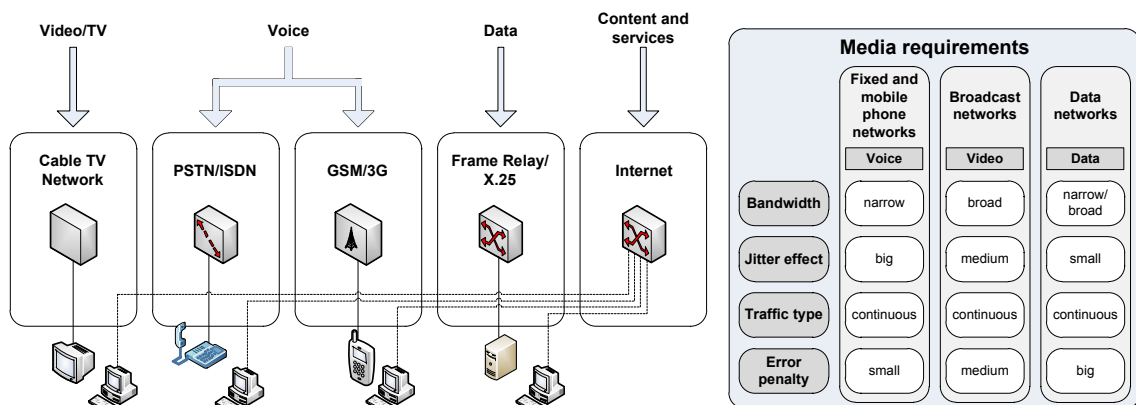 Video/TV
Voice
Data
Content and
services
Cable TV
Network
PSTN/ISDN
GSM/3G
Frame Relay/
X.25
Internet
Media requirements
Fixed and
mobile
phone
networks
Broadcast
networks
Data
networks
Voice
Video
Data
Bandwidth
narrow
broad
narrow/
broad
Jitter effect
big
medium
small
Traffic type
continuous
continuous
continuous
Error
penalty
small
medium
big